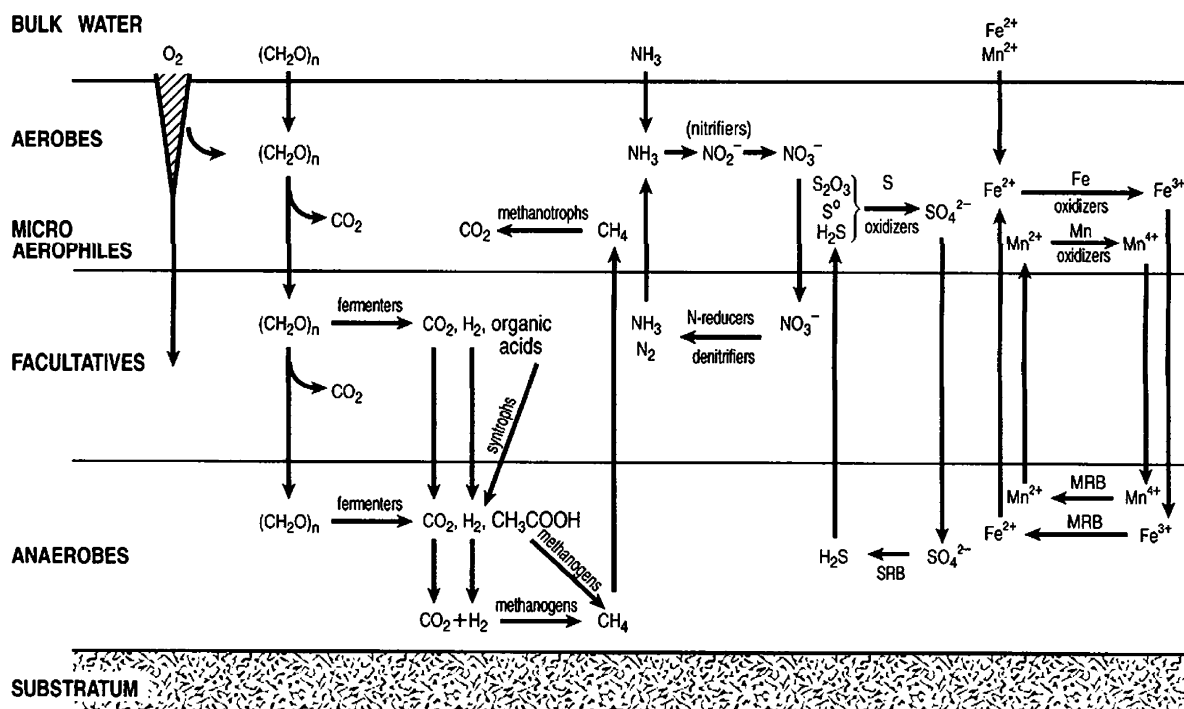 BULK WATER
O₂
(CH₂O)ₙ
NH₃
Fe²⁺
Mn²⁺
AEROBES
(CH₂O)ₙ
(nitrifiers)
NH₃
NO₂⁻
NO₃⁻
S₂O₃
S⁰
H₂S
S
oxidizers
SO₄²⁻
Fe²⁺
Fe
oxidizers
Fe³⁺
CO₂
MICRO
AEROPHILES
CO₂
methanotrophs
CH₄
Mn²⁺
Mn
oxidizers
Mn⁴⁺
FACULTATIVES
(CH₂O)ₙ
fermenters
CO₂, H₂, organic
acids
NH₃
N₂
N-reducers
denitrifiers
NO₃⁻
CO₂
syntrophs
ANAEROBES
(CH₂O)ₙ
fermenters
CO₂, H₂, CH₃COOH
methanogens
CO₂+H₂
methanogens
CH₄
H₂S
SRB
SO₄²⁻
Mn²⁺
MRB
Mn⁴⁺
Fe²⁺
MRB
Fe³⁺
SUBSTRATUM